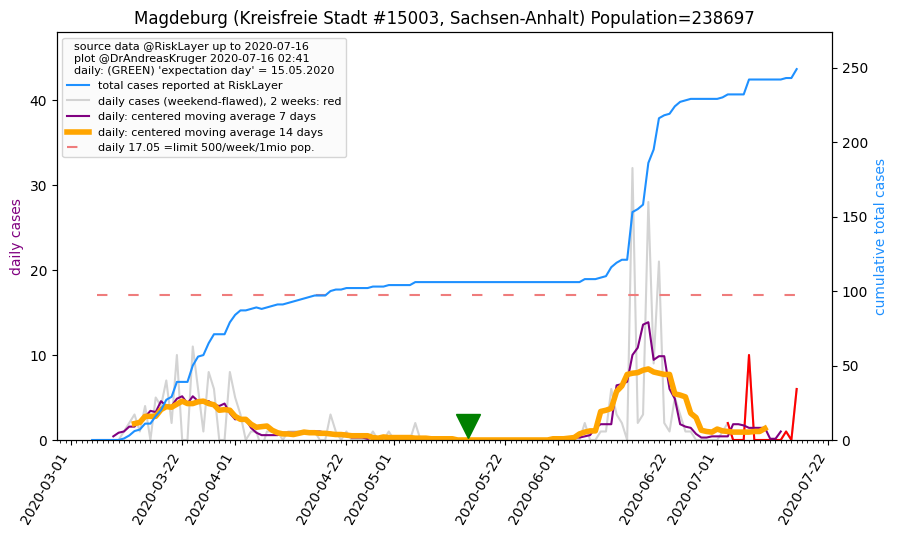 Magdeburg (Kreisfreie Stadt #15003, Sachsen-Anhalt) Population=238697
source data @RiskLayer up to 2020-07-16
plot @DrAndreasKruger 2020-07-16 02:41
daily: (GREEN) 'expectation day' = 15.05.2020
total cases reported at RiskLayer
daily cases (weekend-flawed), 2 weeks: red
daily: centered moving average 7 days
daily: centered moving average 14 days
daily 17.05 =limit 500/week/1mio pop.
daily cases
40
30
20
10
0
250
200
150
100
50
0
cumulative total cases
2020-03-01
2020-03-22
2020-04-01
2020-04-22
2020-05-01
2020-05-22
2020-06-01
2020-06-22
2020-07-01
2020-07-22